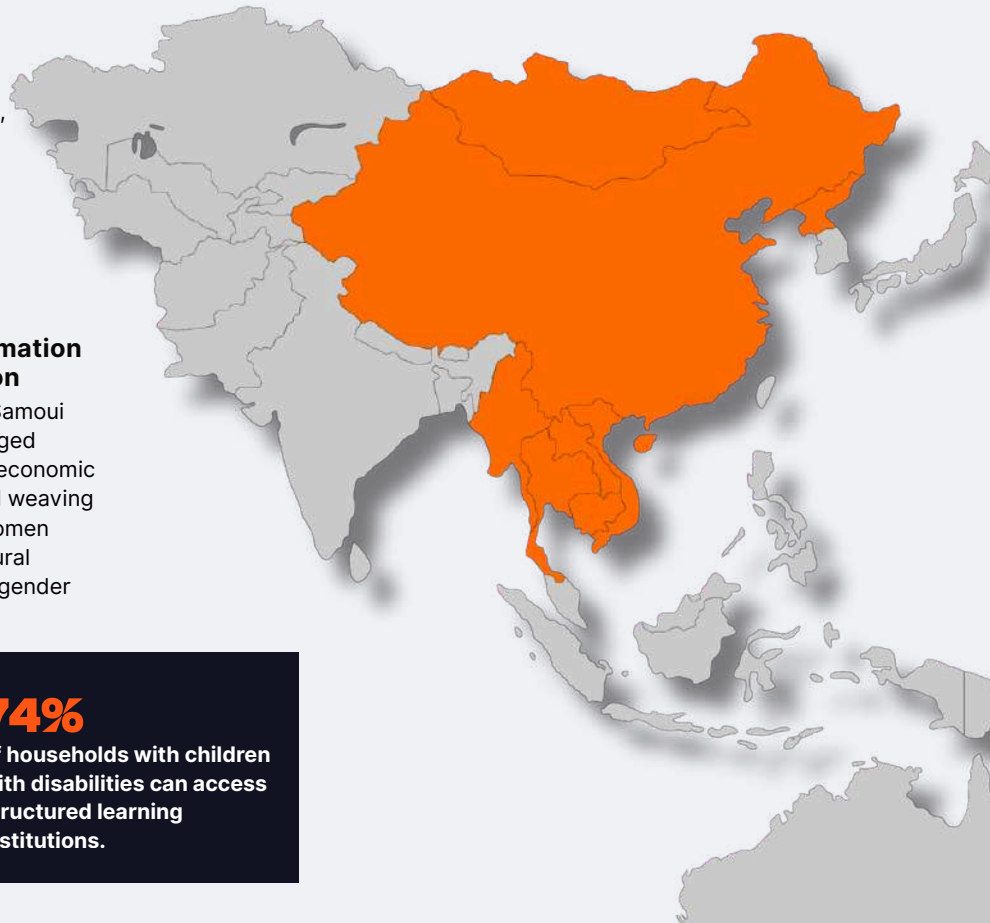 ,
mation
on
Samoui
ged
economic
weaving
omen
ural
gender
74%
f households with children
ith disabilities can access
tructured learning
stitutions.